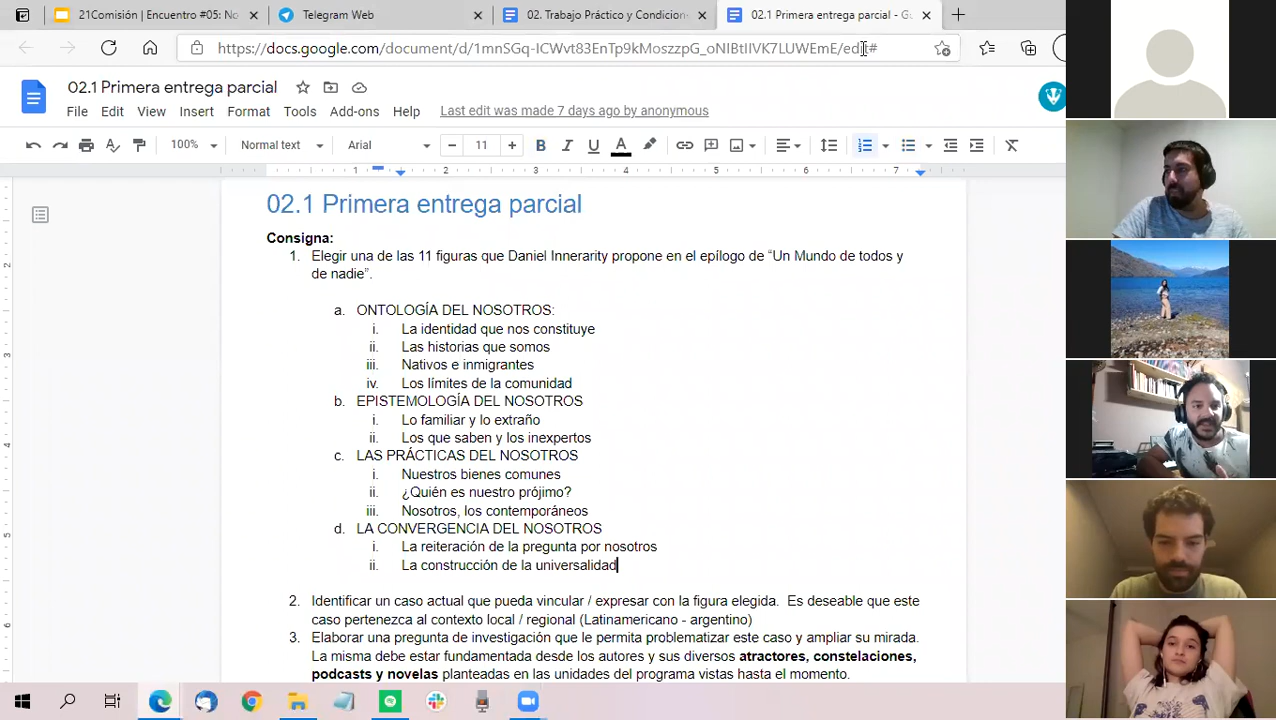 21Comisión | Encuentro #05: No
Telegram Web
02. Trabajo Práctico y Condicion
02.1 Primera entrega parcial - Gu
https://docs.google.com/document/d/1mnSGq-ICWvt83EnTp9kMoszzpG_oNIBtIIVK7LUWEmE/edit#
02.1 Primera entrega parcial
File Edit View Insert Format Tools Add-ons Help Last edit was made 7 days ago by anonymous
100% Normal text Arial 11
1 2 3 4 5 6 7
02.1 Primera entrega parcial
Consigna:
1. Elegir una de las 11 figuras que Daniel Innerarity propone en el epílogo de “Un Mundo de todos y
de nadie”.
a. ONTOLOGÍA DEL NOSOTROS:
i. La identidad que nos constituye
ii. Las historias que somos
iii. Nativos e inmigrantes
iv. Los límites de la comunidad
b. EPISTEMOLOGÍA DEL NOSOTROS
i. Lo familiar y lo extraño
ii. Los que saben y los inexpertos
c. LAS PRÁCTICAS DEL NOSOTROS
i. Nuestros bienes comunes
ii. ¿Quién es nuestro prójimo?
iii. Nosotros, los contemporáneos
d. LA CONVERGENCIA DEL NOSOTROS
i. La reiteración de la pregunta por nosotros
ii. La construcción de la universalidad
2. Identificar un caso actual que pueda vincular / expresar con la figura elegida. Es deseable que este
caso pertenezca al contexto local / regional (Latinamericano - argentino)
3. Elaborar una pregunta de investigación que le permita problematizar este caso y ampliar su mirada.
La misma debe estar fundamentada desde los autores y sus diversos atractores, constelaciones,
podcasts y novelas planteadas en las unidades del programa vistas hasta el momento.